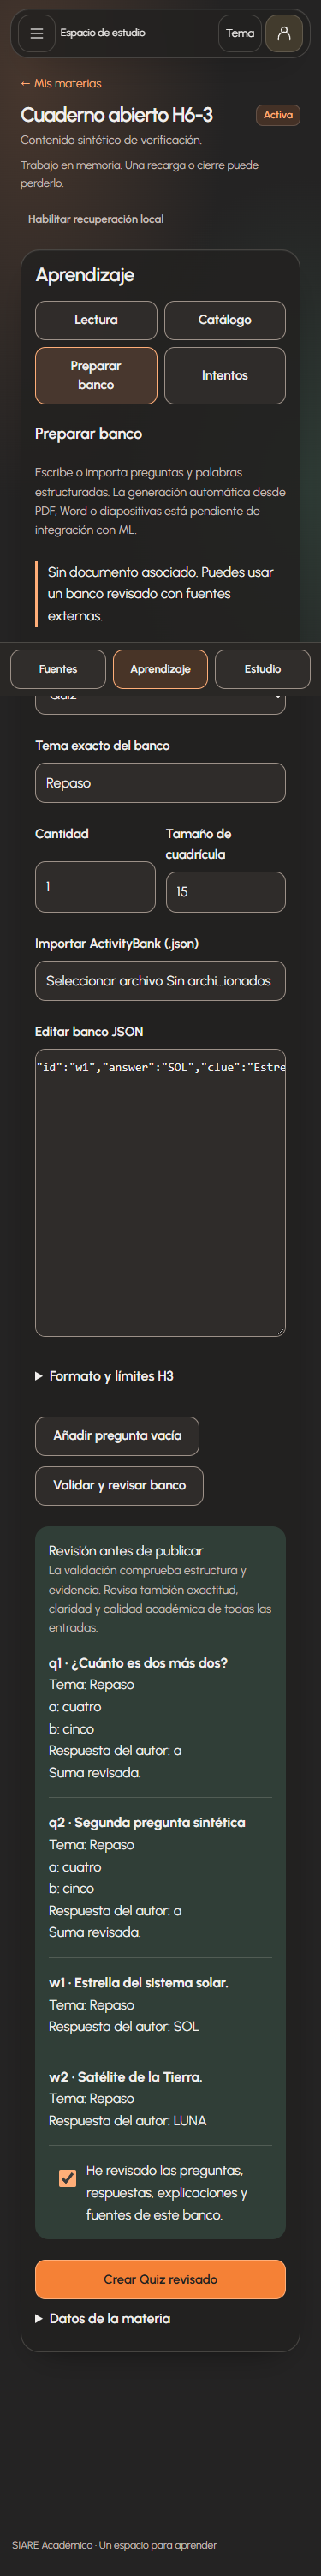 Espacio de estudio
Tema
← Mis materias
Cuaderno abierto H6-3
Activa
Contenido sintético de verificación.
Trabajo en memoria. Una recarga o cierre puede
perderlo.
Habilitar recuperación local
Aprendizaje
Lectura
Catálogo
Preparar
banco
Intentos
Preparar banco
Escribe o importa preguntas y palabras
estructuradas. La generación automática desde
PDF, Word o diapositivas está pendiente de
integración con ML.
Sin documento asociado. Puedes usar
un banco revisado con fuentes
externas.
Fuentes
Aprendizaje
Estudio
Quiz
Tema exacto del banco
Repaso
Cantidad
Tamaño de
cuadrícula
1
15
Importar ActivityBank (.json)
Seleccionar archivo Sin archi...ionados
Editar banco JSON
"id":"w1","answer":"SOL","clue":"Estre
Formato y límites H3
Añadir pregunta vacía
Validar y revisar banco
Revisión antes de publicar
La validación comprueba estructura y
evidencia. Revisa también exactitud,
claridad y calidad académica de todas las
entradas.
q1 · ¿Cuánto es dos más dos?
Tema: Repaso
a: cuatro
b: cinco
Respuesta del autor: a
Suma revisada.
q2 · Segunda pregunta sintética
Tema: Repaso
a: cuatro
b: cinco
Respuesta del autor: a
Suma revisada.
w1 · Estrella del sistema solar.
Tema: Repaso
Respuesta del autor: SOL
w2 · Satélite de la Tierra.
Tema: Repaso
Respuesta del autor: LUNA
He revisado las preguntas,
respuestas, explicaciones y
fuentes de este banco.
Crear Quiz revisado
Datos de la materia
SIARE Académico · Un espacio para aprender